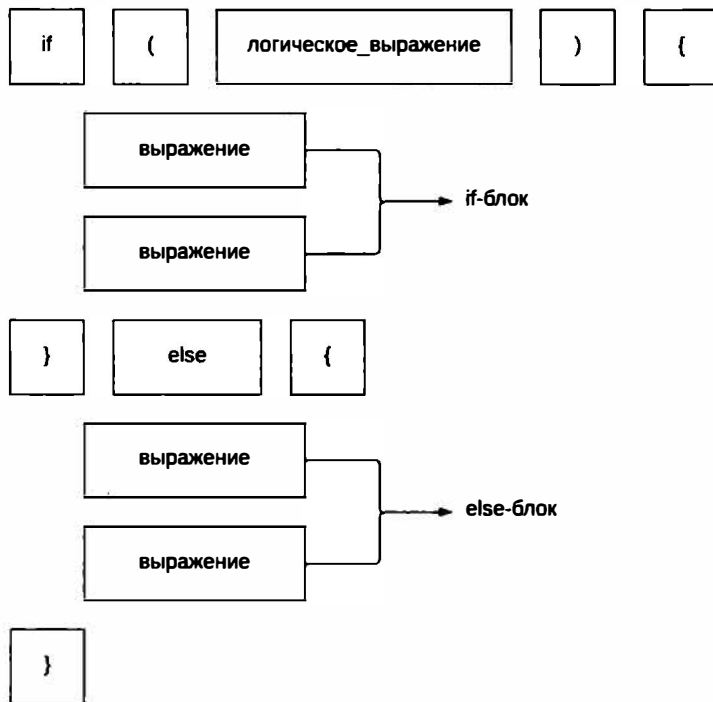 if ( логическое_выражение ) {
выражение
if-блок
выражение
} else {
выражение
else-блок
выражение
}